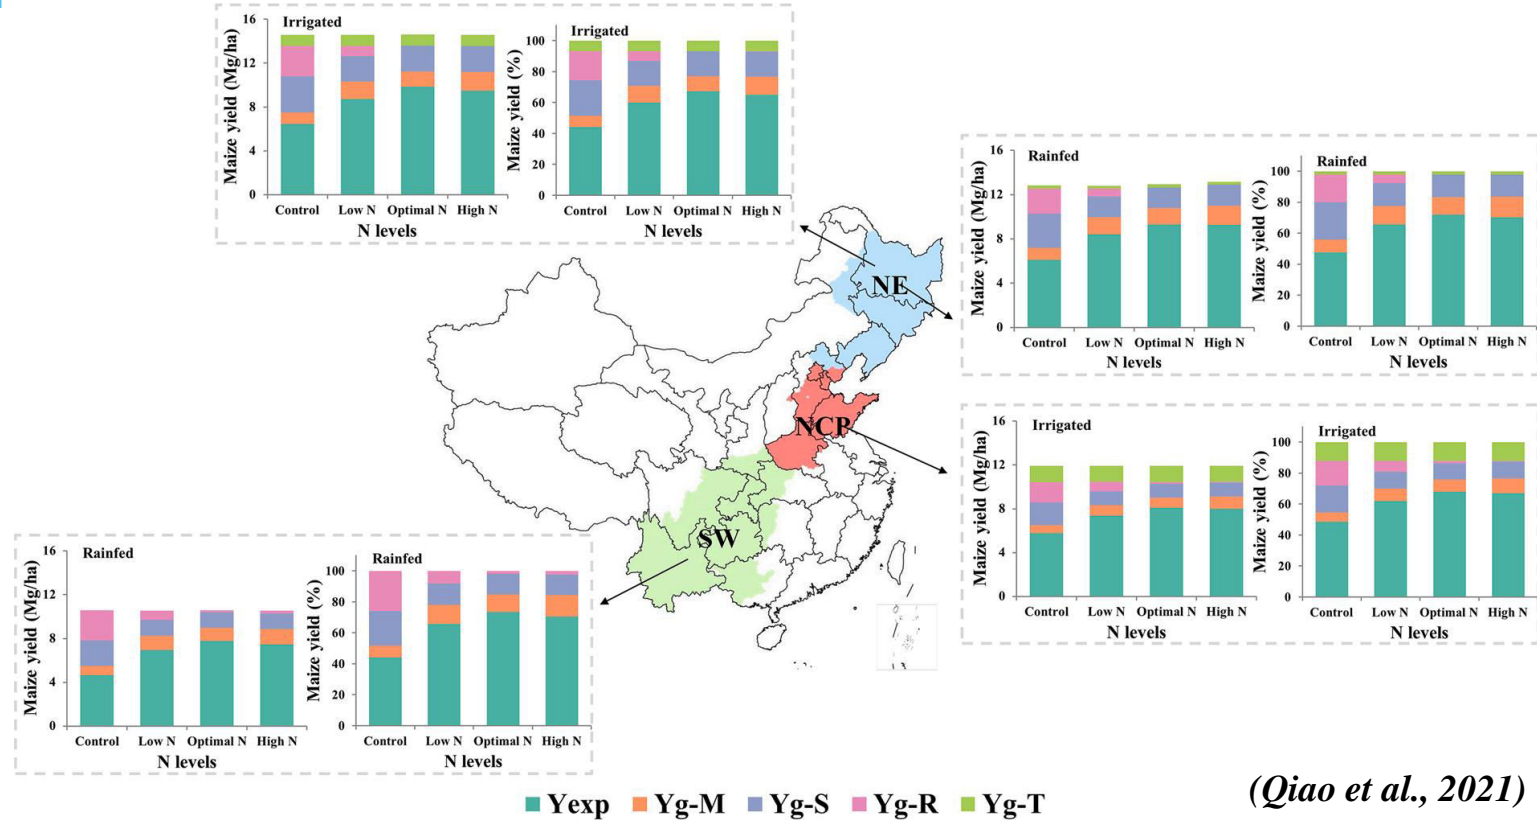 Irrigated
Maize yield (Mg/ha)
16
12
8
4
0
Control Low N Optimal N High N
N levels
Irrigated
Maize yield (%)
100
80
60
40
20
0
Control Low N Optimal N High N
N levels
Rainfed
Maize yield (Mg/ha)
16
12
8
4
0
Control Low N Optimal N High N
N levels
Rainfed
Maize yield (%)
100
80
60
40
20
0
Control Low N Optimal N High N
N levels
NE
NCP
SW
Irrigated
Maize yield (Mg/ha)
16
12
8
4
0
Control Low N Optimal N High N
N levels
Irrigated
Maize yield (%)
100
80
60
40
20
0
Control Low N Optimal N High N
N levels
Rainfed
Maize yield (Mg/ha)
16
12
8
4
0
Control Low N Optimal N High N
N levels
Rainfed
Maize yield (%)
100
80
60
40
20
0
Control Low N Optimal N High N
N levels
Yexp Yg-M Yg-S Yg-R Yg-T
(Qiao et al., 2021)